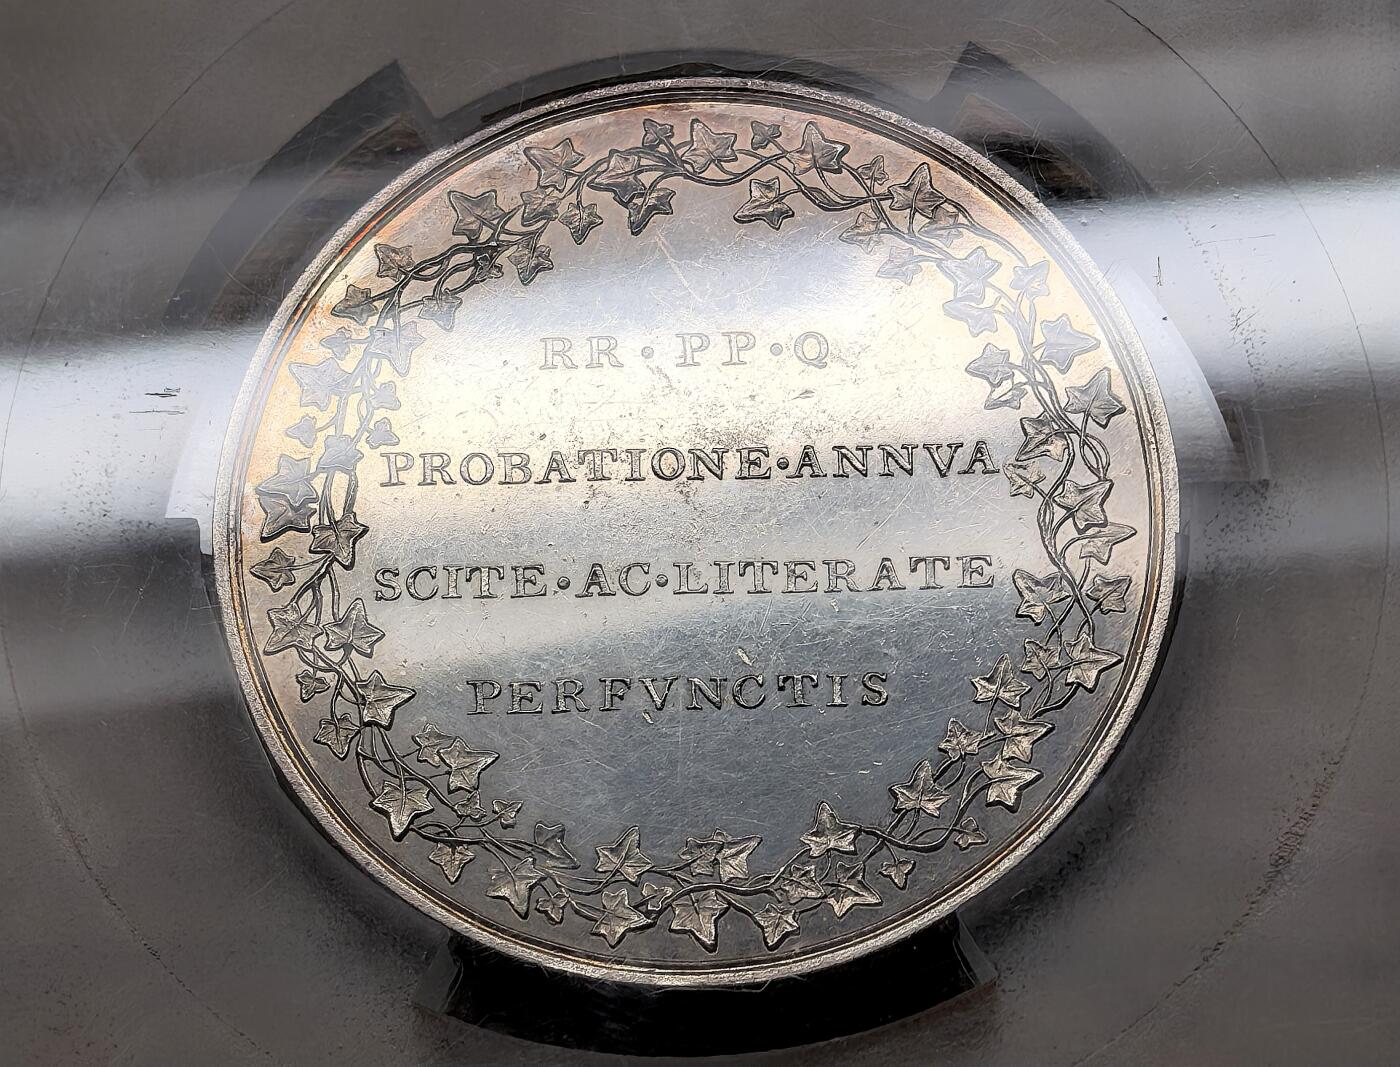 RR·PP·Q
PROBATIONE·ANNVA
SCITE·AC·LITERATE
PERFVNCTIS